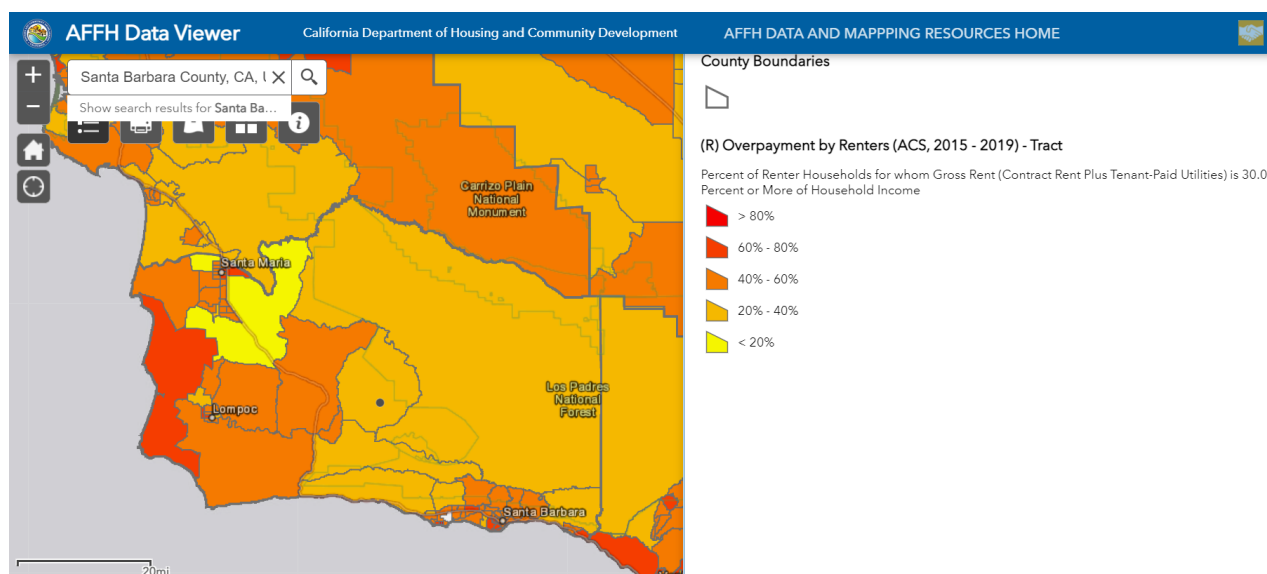 AFFH Data Viewer
California Department of Housing and Community Development
AFFH DATA AND MAPPPING RESOURCES HOME
+
Santa Barbara County, CA, U
−
Show search results for Santa Ba...
i
Carrizo Plain
National
Monument
Santa Maria
Lompoc
Los Padres
National
Forest
Santa Barbara
20mi
County Boundaries
(R) Overpayment by Renters (ACS, 2015 - 2019) - Tract
Percent of Renter Households for whom Gross Rent (Contract Rent Plus Tenant-Paid Utilities) is 30.0
Percent or More of Household Income
> 80%
60% - 80%
40% - 60%
20% - 40%
< 20%